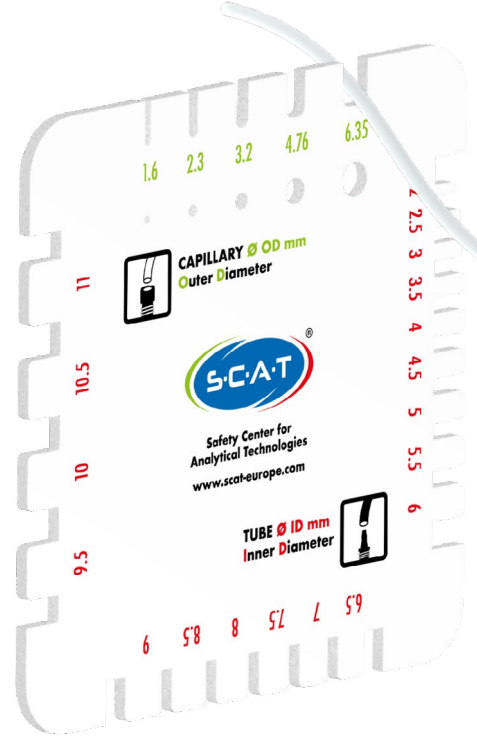 1.6 2.3 3.2 4.76 6.35
CAPILLARY Ø OD mm
Outer Diameter
S·C·A·T
®
Safety Center for
Analytical Technologies
www.scat-europe.com
TUBE Ø ID mm
Inner Diameter
2
2.5
3
3.5
4
4.5
5
5.5
6
6.5
7
7.5
8
8.5
9
9.5
10
10.5
11